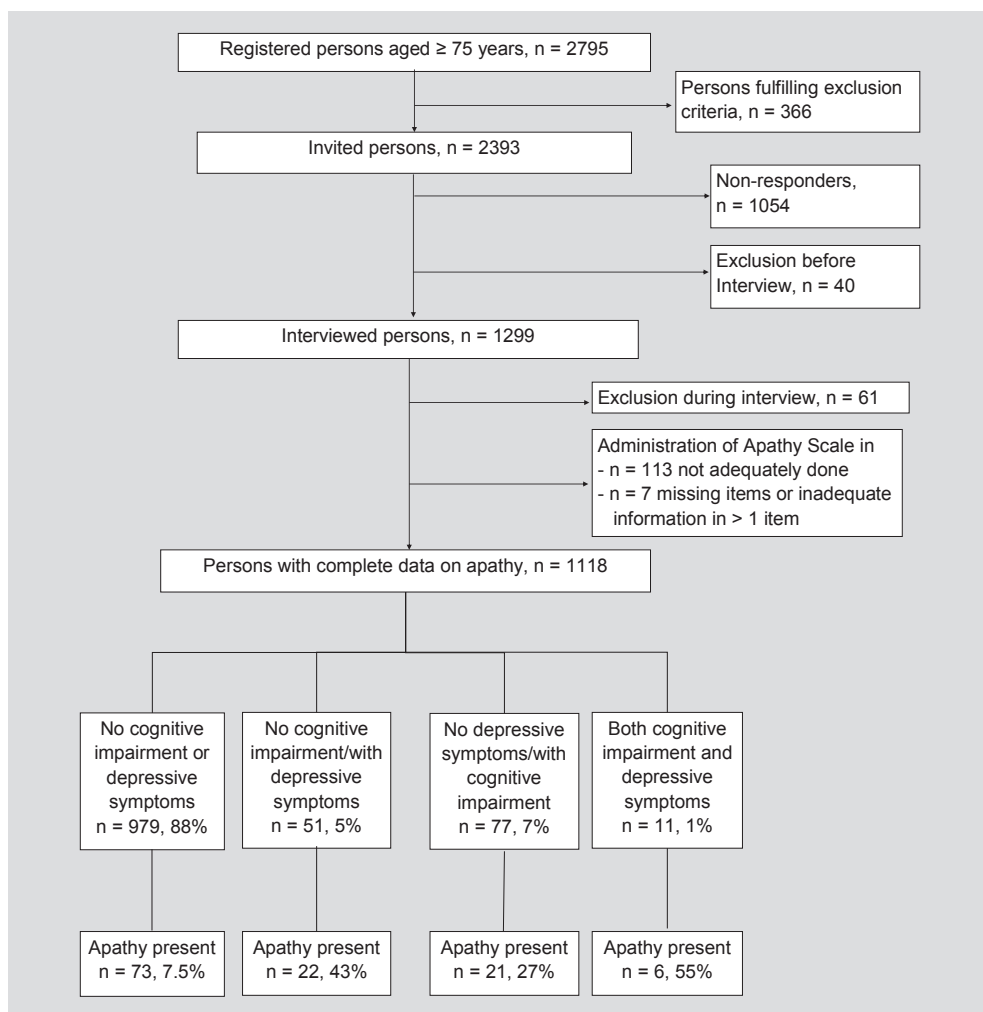 Registered persons aged ≥ 75 years, n = 2795
Persons fulfilling exclusion
criteria, n = 366
Invited persons, n = 2393
Non-responders,
n = 1054
Exclusion before
Interview, n = 40
Interviewed persons, n = 1299
Exclusion during interview, n = 61
Administration of Apathy Scale in
- n = 113 not adequately done
- n = 7 missing items or inadequate
information in > 1 item
Persons with complete data on apathy, n = 1118
No cognitive
impairment or
depressive
symptoms
n = 979, 88%
No cognitive
impairment/with
depressive
symptoms
n = 51, 5%
No depressive
symptoms/with
cognitive
impairment
n = 77, 7%
Both cognitive
impairment and
depressive
symptoms
n = 11, 1%
Apathy present
n = 73, 7.5%
Apathy present
n = 22, 43%
Apathy present
n = 21, 27%
Apathy present
n = 6, 55%